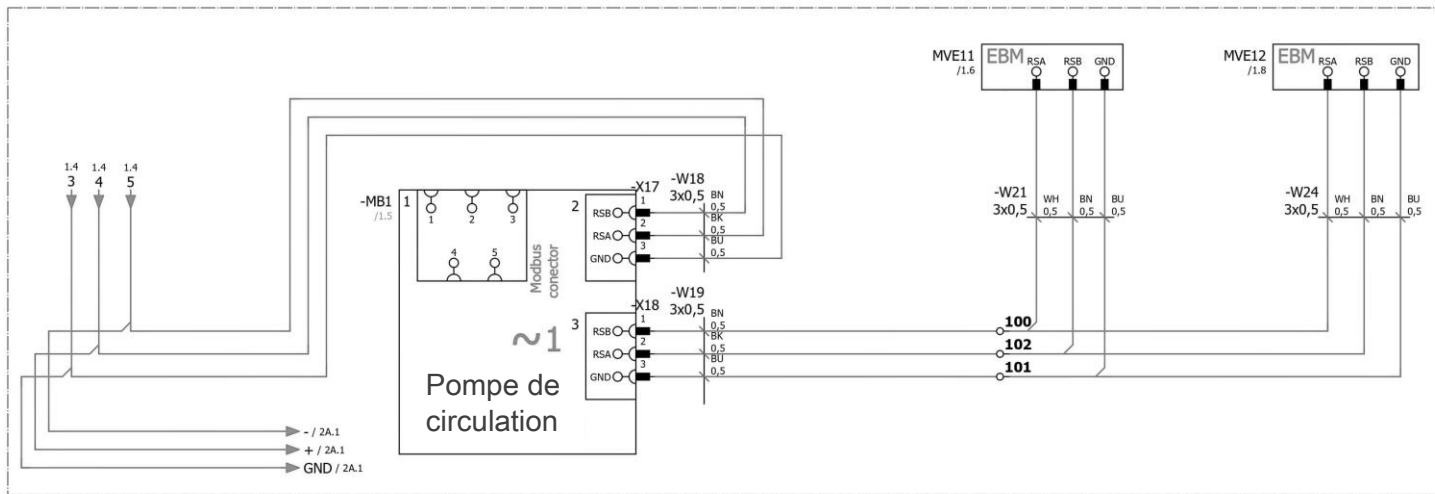 MVE11
/1.6
EBM
RSA
RSB
GND
MVE12
/1.8
EBM
RSA
RSB
GND
1.4
3
1.4
4
1.4
5
-MB1
/1.5
1
1
2
3
4
5
Modbus
conector
-X17
2
RSB
1
RSA
2
GND
3
-W18
3x0,5
BN
0,5
BK
0,5
BU
0,5
-W21
3x0,5
WH
0,5
BN
0,5
BU
0,5
-W24
3x0,5
WH
0,5
BN
0,5
BU
0,5
-X18
3
RSB
1
RSA
2
GND
3
-W19
3x0,5
BN
0,5
BK
0,5
BU
0,5
100
102
101
~1
Pompe de
circulation
- / 2A.1
+ / 2A.1
GND / 2A.1